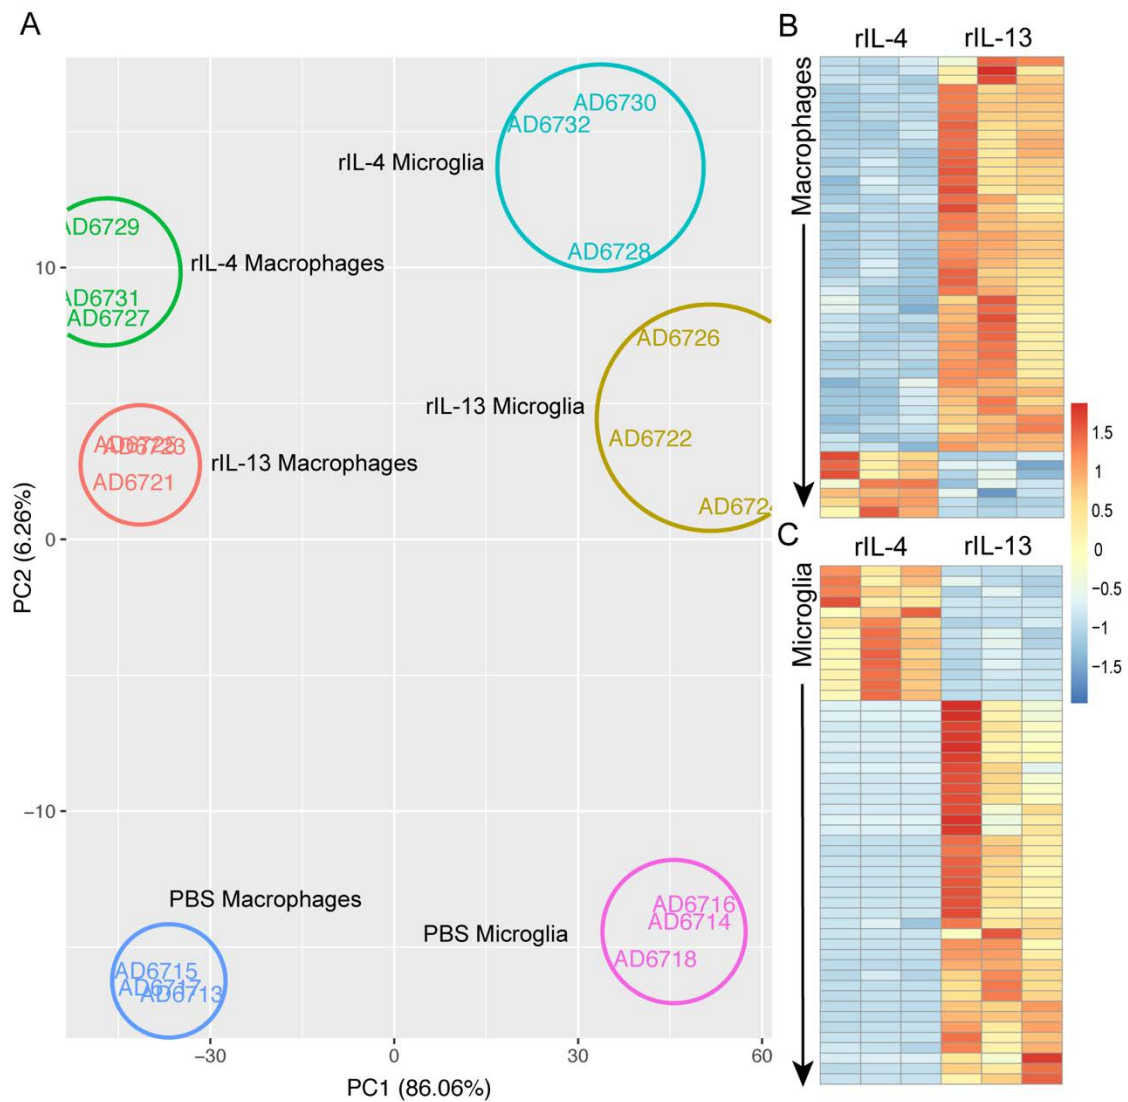 A
PC2 (6.26%)
10
0
−10
−30
0
30
60
PC1 (86.06%)
AD6730
AD6732
rIL-4 Microglia
AD6728
AD6729
rIL-4 Macrophages
AD6731
AD6727
AD6726
rIL-13 Microglia
AD6722
AD6723
rIL-13 Macrophages
AD6721
PBS Macrophages
AD6716
AD6714
PBS Microglia
AD6718
AD6715
AD6717
AD6713
B
rIL-4 rIL-13
Macrophages
1.5
1
0.5
0
−0.5
−1
−1.5
C
rIL-4 rIL-13
Microglia